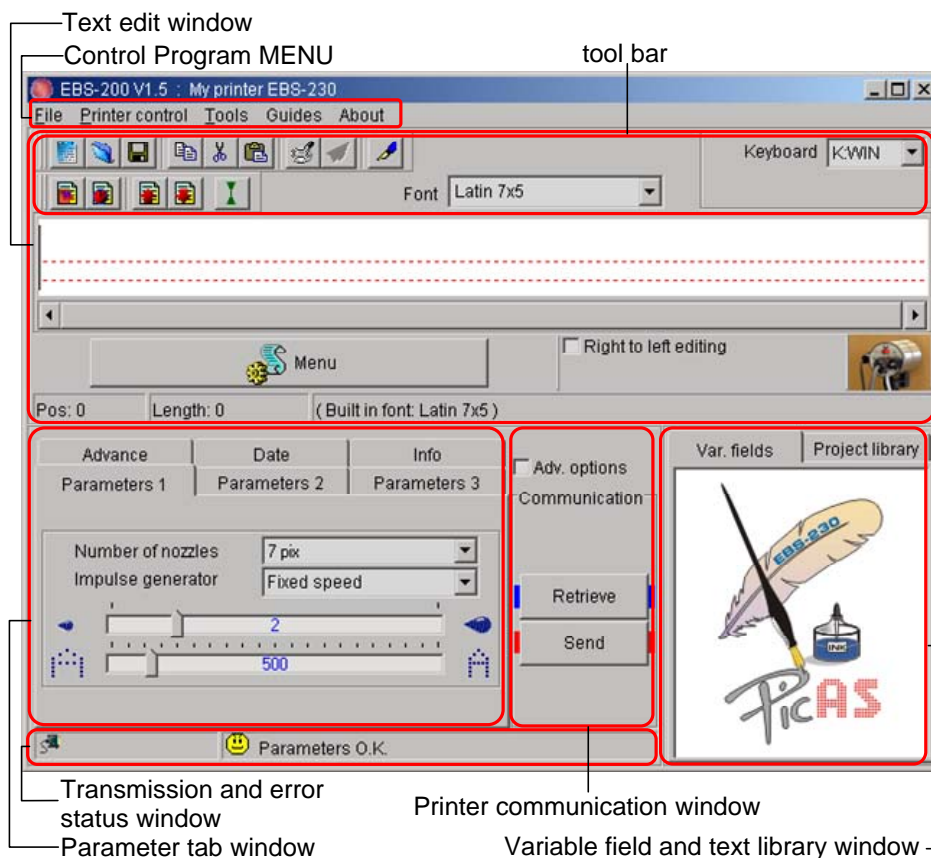 Text edit window
Control Program MENU
tool bar
EBS-200 V1.5 : My printer EBS-230
File Printer control Tools Guides About
Keyboard K:WIN
Font Latin 7x5
Menu
Right to left editing
Pos: 0 Length: 0 ( Built in font: Latin 7x5 )
Advance Date Info
Parameters 1 Parameters 2 Parameters 3
Number of nozzles 7 pix
Impulse generator Fixed speed
2
500
Adv. options
Communication
Retrieve
Send
Var. fields Project library
EBS-230
INK
PicAS
Parameters O.K.
Transmission and error
status window
Parameter tab window
Printer communication window
Variable field and text library window